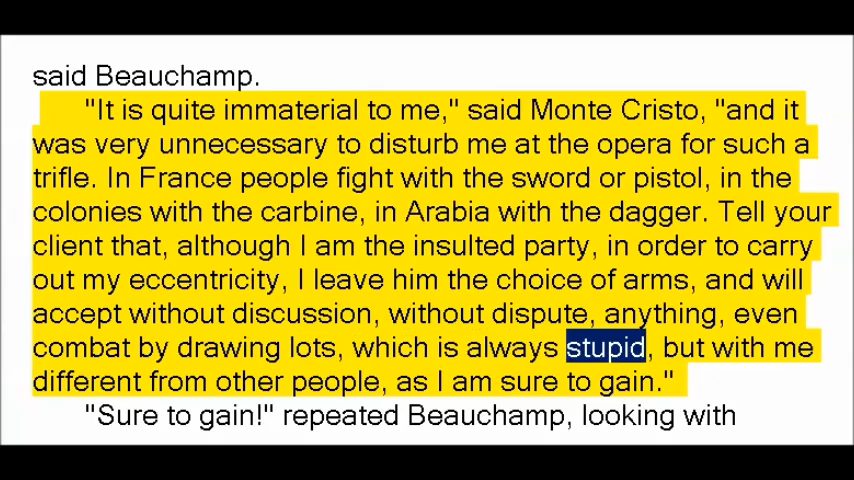 said Beauchamp.
"It is quite immaterial to me," said Monte Cristo, "and it
was very unnecessary to disturb me at the opera for such a
trifle. In France people fight with the sword or pistol, in the
colonies with the carbine, in Arabia with the dagger. Tell your
client that, although I am the insulted party, in order to carry
out my eccentricity, I leave him the choice of arms, and will
accept without discussion, without dispute, anything, even
combat by drawing lots, which is always stupid, but with me
different from other people, as I am sure to gain."
"Sure to gain!" repeated Beauchamp, looking with